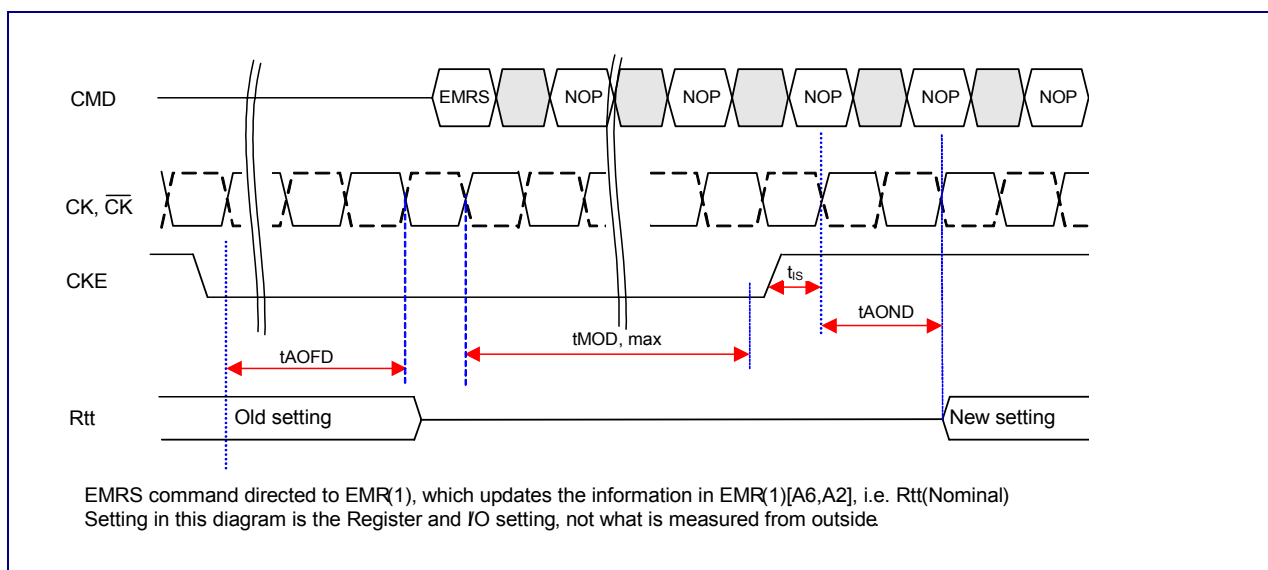 CMD
EMRS NOP NOP NOP NOP NOP
CK, CK
CKE
tIS
tAOND
tMOD, max
tAOFD
Rtt
Old setting
New setting
EMRS command directed to EMR(1), which updates the information in EMR(1)[A6,A2], i.e. Rtt(Nominal)
Setting in this diagram is the Register and I/O setting, not what is measured from outside.